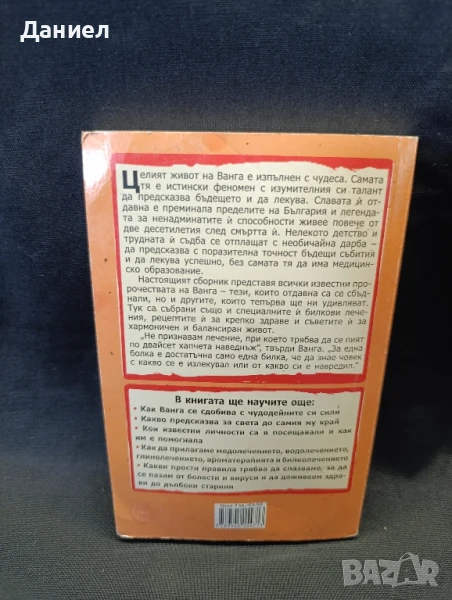 Даниел
Целият живот на Ванга е изпълнен с чудеса. Самата
тя е истински феномен с изумителния си талант
да предсказва бъдещето и да лекува. Славата ѝ от-
давна е преминала пределите на България и легенда-
та за ненадминатите ѝ способности живее повече от
две десетилетия след смъртта ѝ. Нелекото детство и
трудната ѝ съдба се отплащат с необичайна дарба –
да предсказва с поразителна точност бъдещи събития
и да лекува успешно, без самата тя да има медицин-
ско образование.
Настоящият сборник представя всички известни про-
рочествата на Ванга – тези, които отдавна са се сбъд-
нали, но и другите, които тепърва ще ни удивляват.
Тук са събрани също и специалните ѝ билкови лече-
ния, рецептите ѝ за крепко здраве и съветите ѝ за
хармоничен и балансиран живот.
„Не признавам лечение, при което трябва да се пият
по двайсет хапчета наведнъж", твърди Ванга. „За една
болка е достатъчна само една билка, че да знае човек
с какво се е излекувал или от какво си е навредил."
В книгата ще научите още:
• Как Ванга се сдобива с чудодейните си сили
• Какво предсказва за света до самия му край
• Кои известни личности са я посещавали и как
им е помогнала
• Как да прилагаме медолечението, водолечението,
глинолечението, ароматерапията и билколечението
• Какви прости правила трябва да спазваме, за да
се пазим от болести и вируси и да доживеем здра-
ви до дълбоки старини
BAZAR